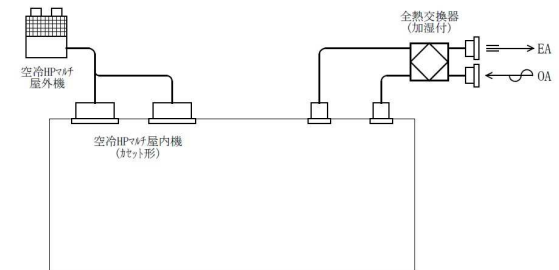 全熱交換器
(加湿付)
EA
OA
空冷HPマルチ
屋外機
空冷HPマルチ屋内機
(カセット形)